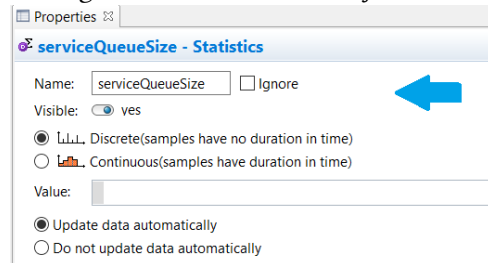 Properties
serviceQueueSize - Statistics
Name: serviceQueueSize Ignore
Visible: yes
Discrete(samples have no duration in time)
Continuous(samples have duration in time)
Value:
Update data automatically
Do not update data automatically